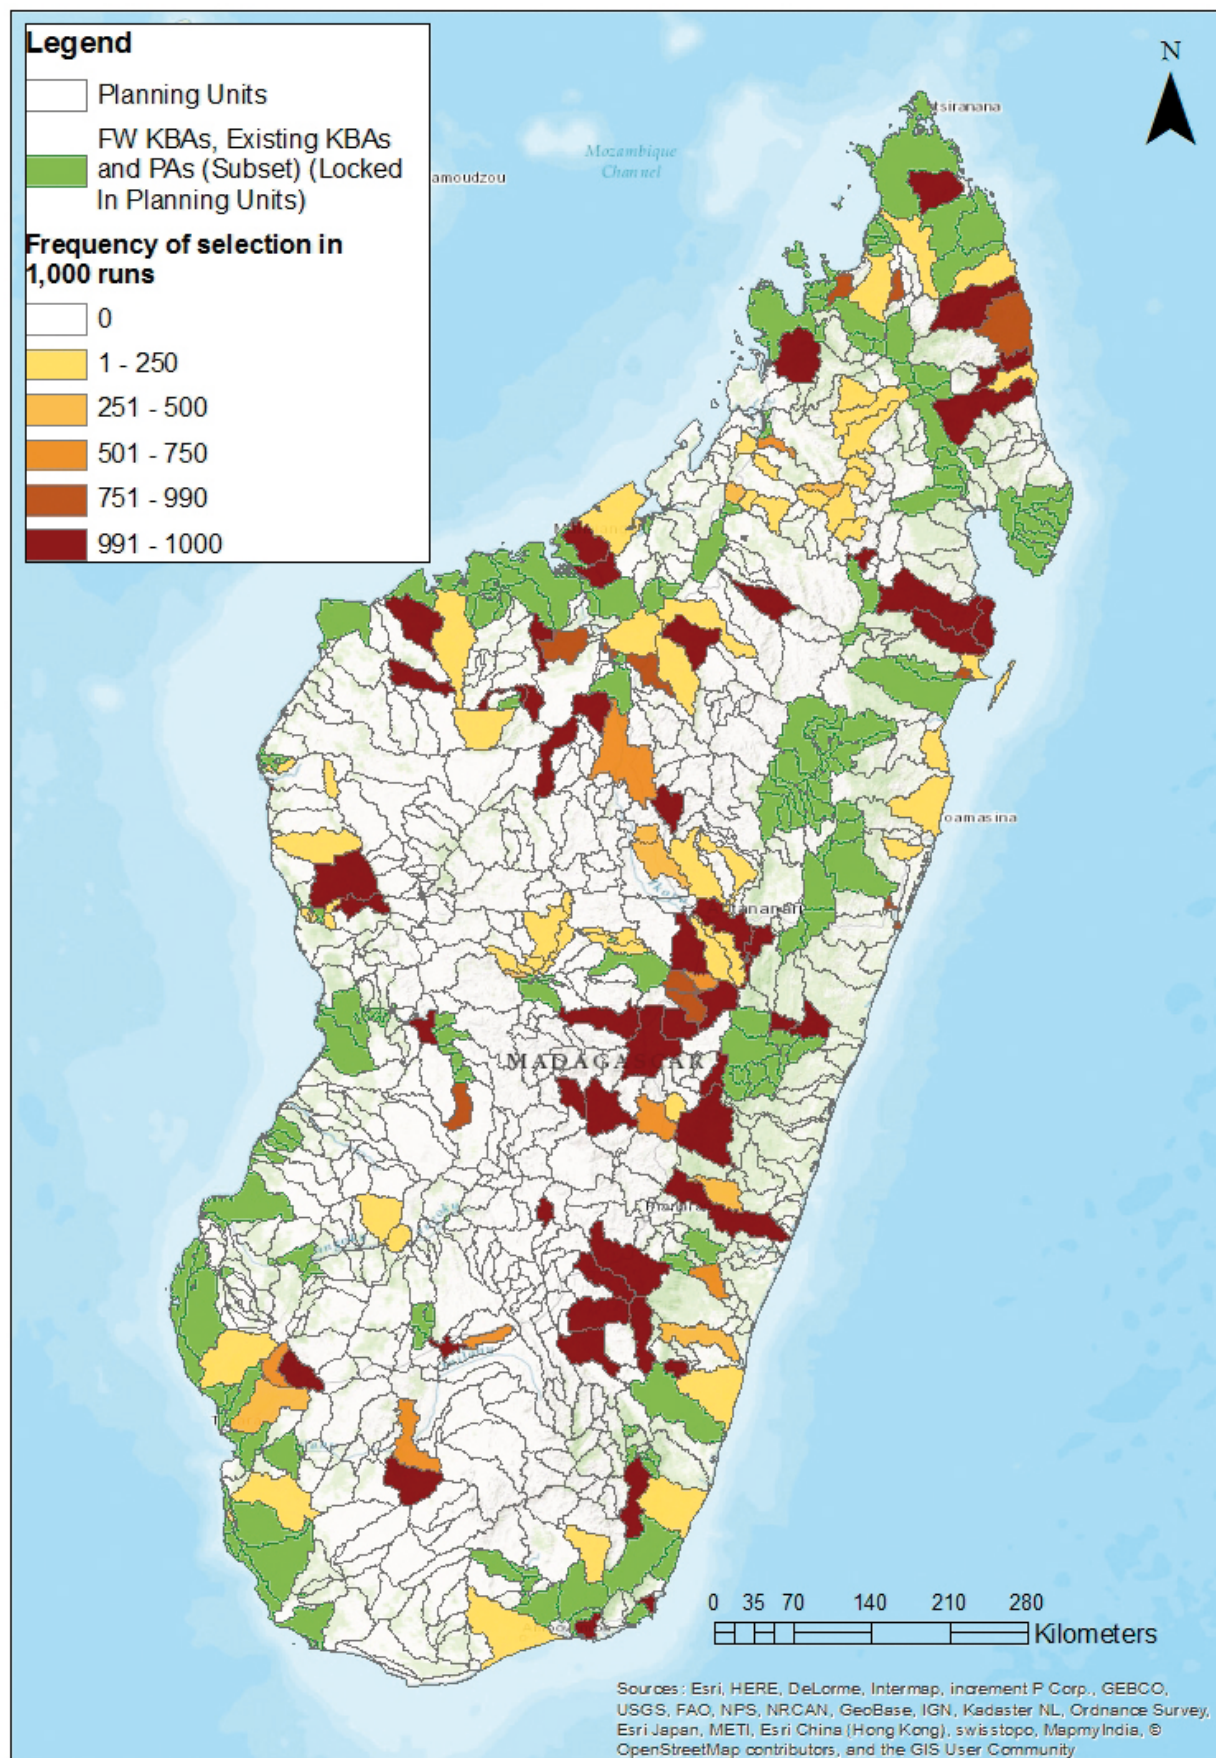 Legend
Planning Units
FW KBAs, Existing KBAs
and PAs (Subset) (Locked
In Planning Units)
Frequency of selection in
1,000 runs
0
1 - 250
251 - 500
501 - 750
751 - 990
991 - 1000
N
tsiranana
Mozambique
Channel
amoudzou
oamasina
MADAGASCAR
0 35 70 140 210 280
Kilometers
Sources: Esri, HERE, DeLorme, Intermap, increment P Corp., GEBCO,
USGS, FAO, NPS, NRCAN, GeoBase, IGN, Kadaster NL, Ordnance Survey,
Esri Japan, METI, Esri China (Hong Kong), swisstopo, MapmyIndia, ©
OpenStreetMap contributors, and the GIS User Community